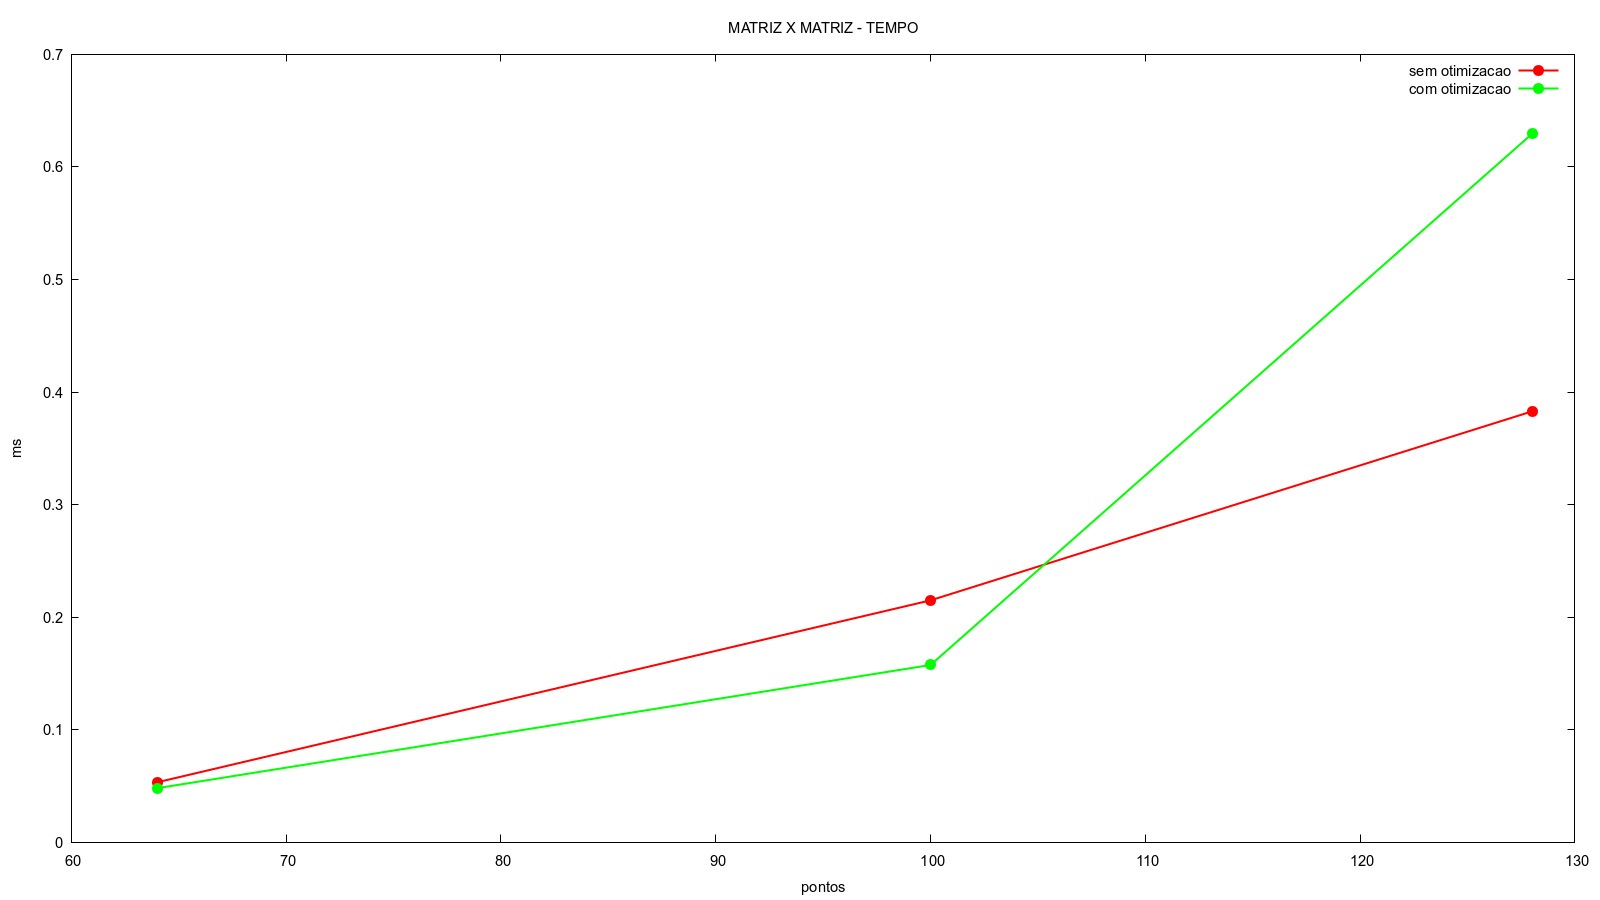 MATRIZ X MATRIZ - TEMPO
sem otimizacao
com otimizacao
0.7
0.6
0.5
0.4
0.3
0.2
0.1
0
ms
60 70 80 90 100 110 120 130
pontos